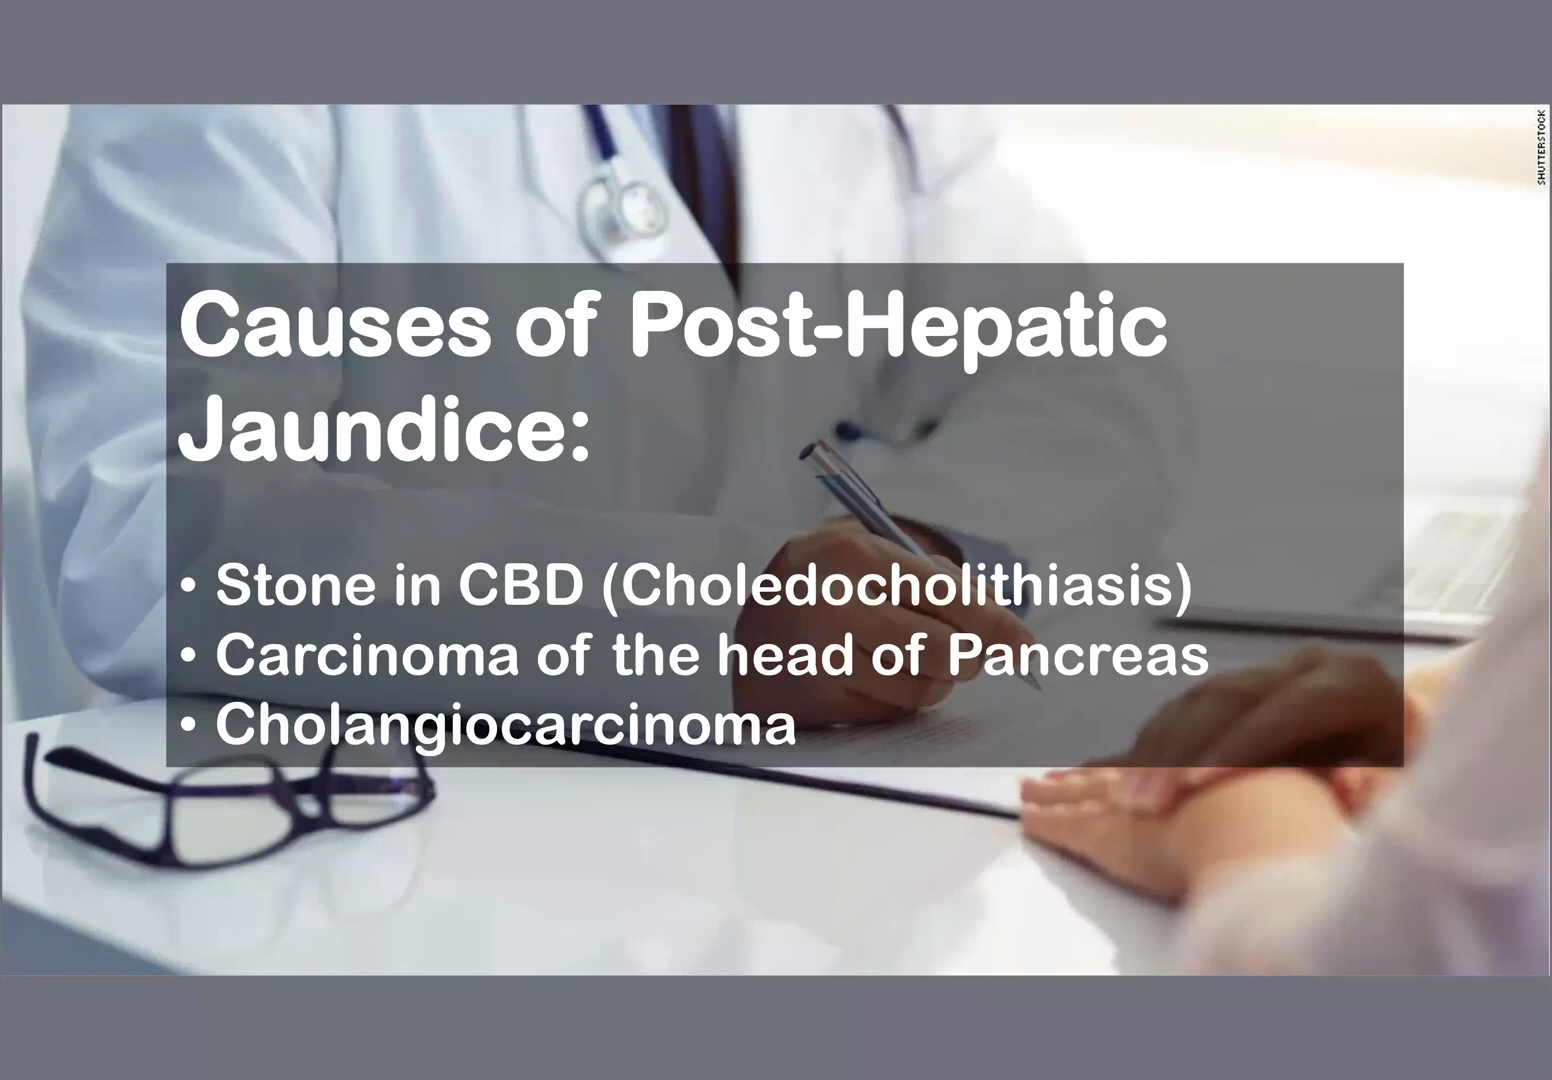 Causes of Post-Hepatic
Jaundice:
• Stone in CBD (Choledocholithiasis)
• Carcinoma of the head of Pancreas
• Cholangiocarcinoma
SHUTTERSTOCK